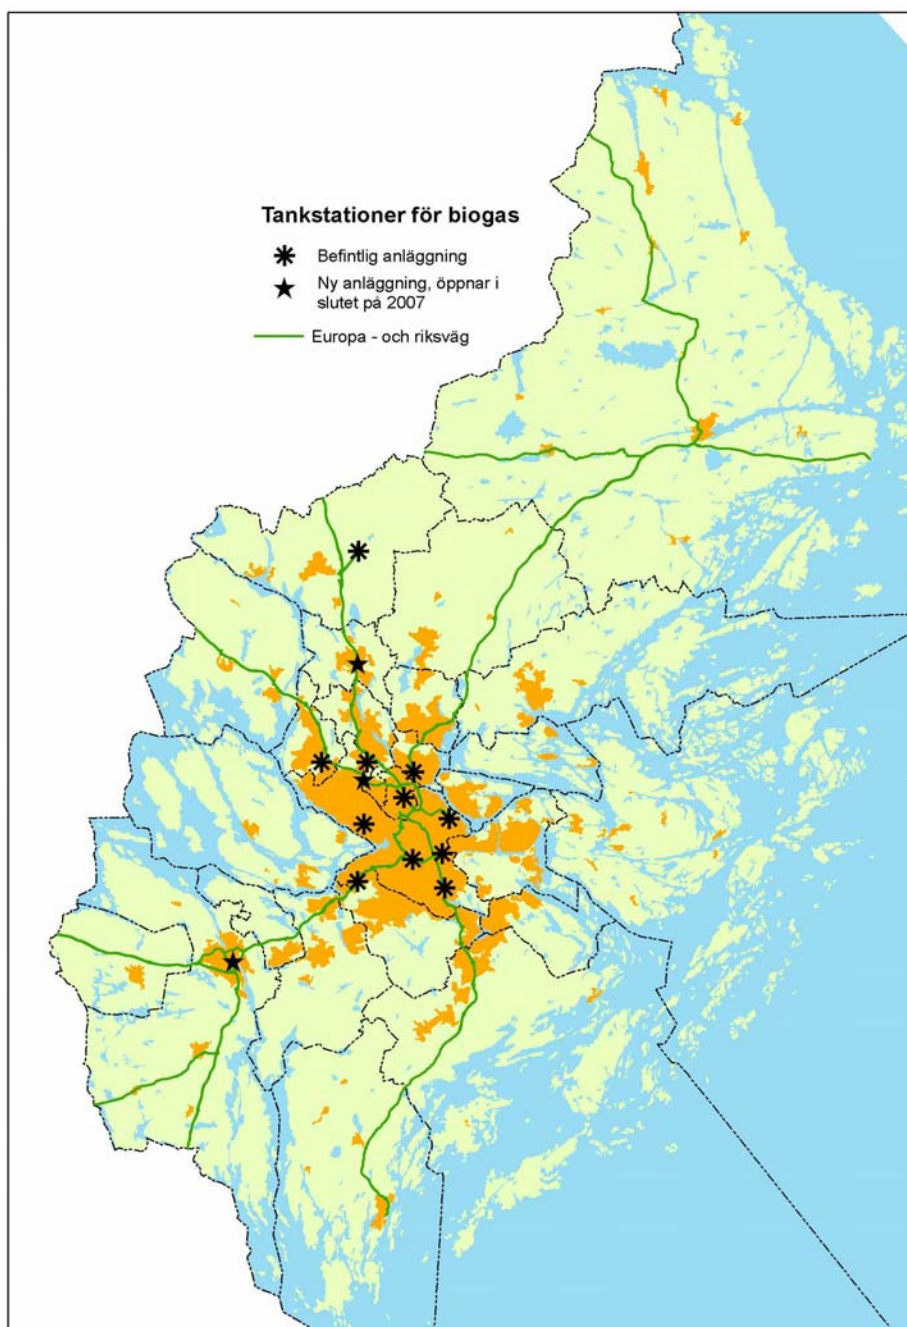 Tankstationer för biogas
Befintlig anläggning
Ny anläggning, öppnar i
slutet på 2007
Europa - och riksväg